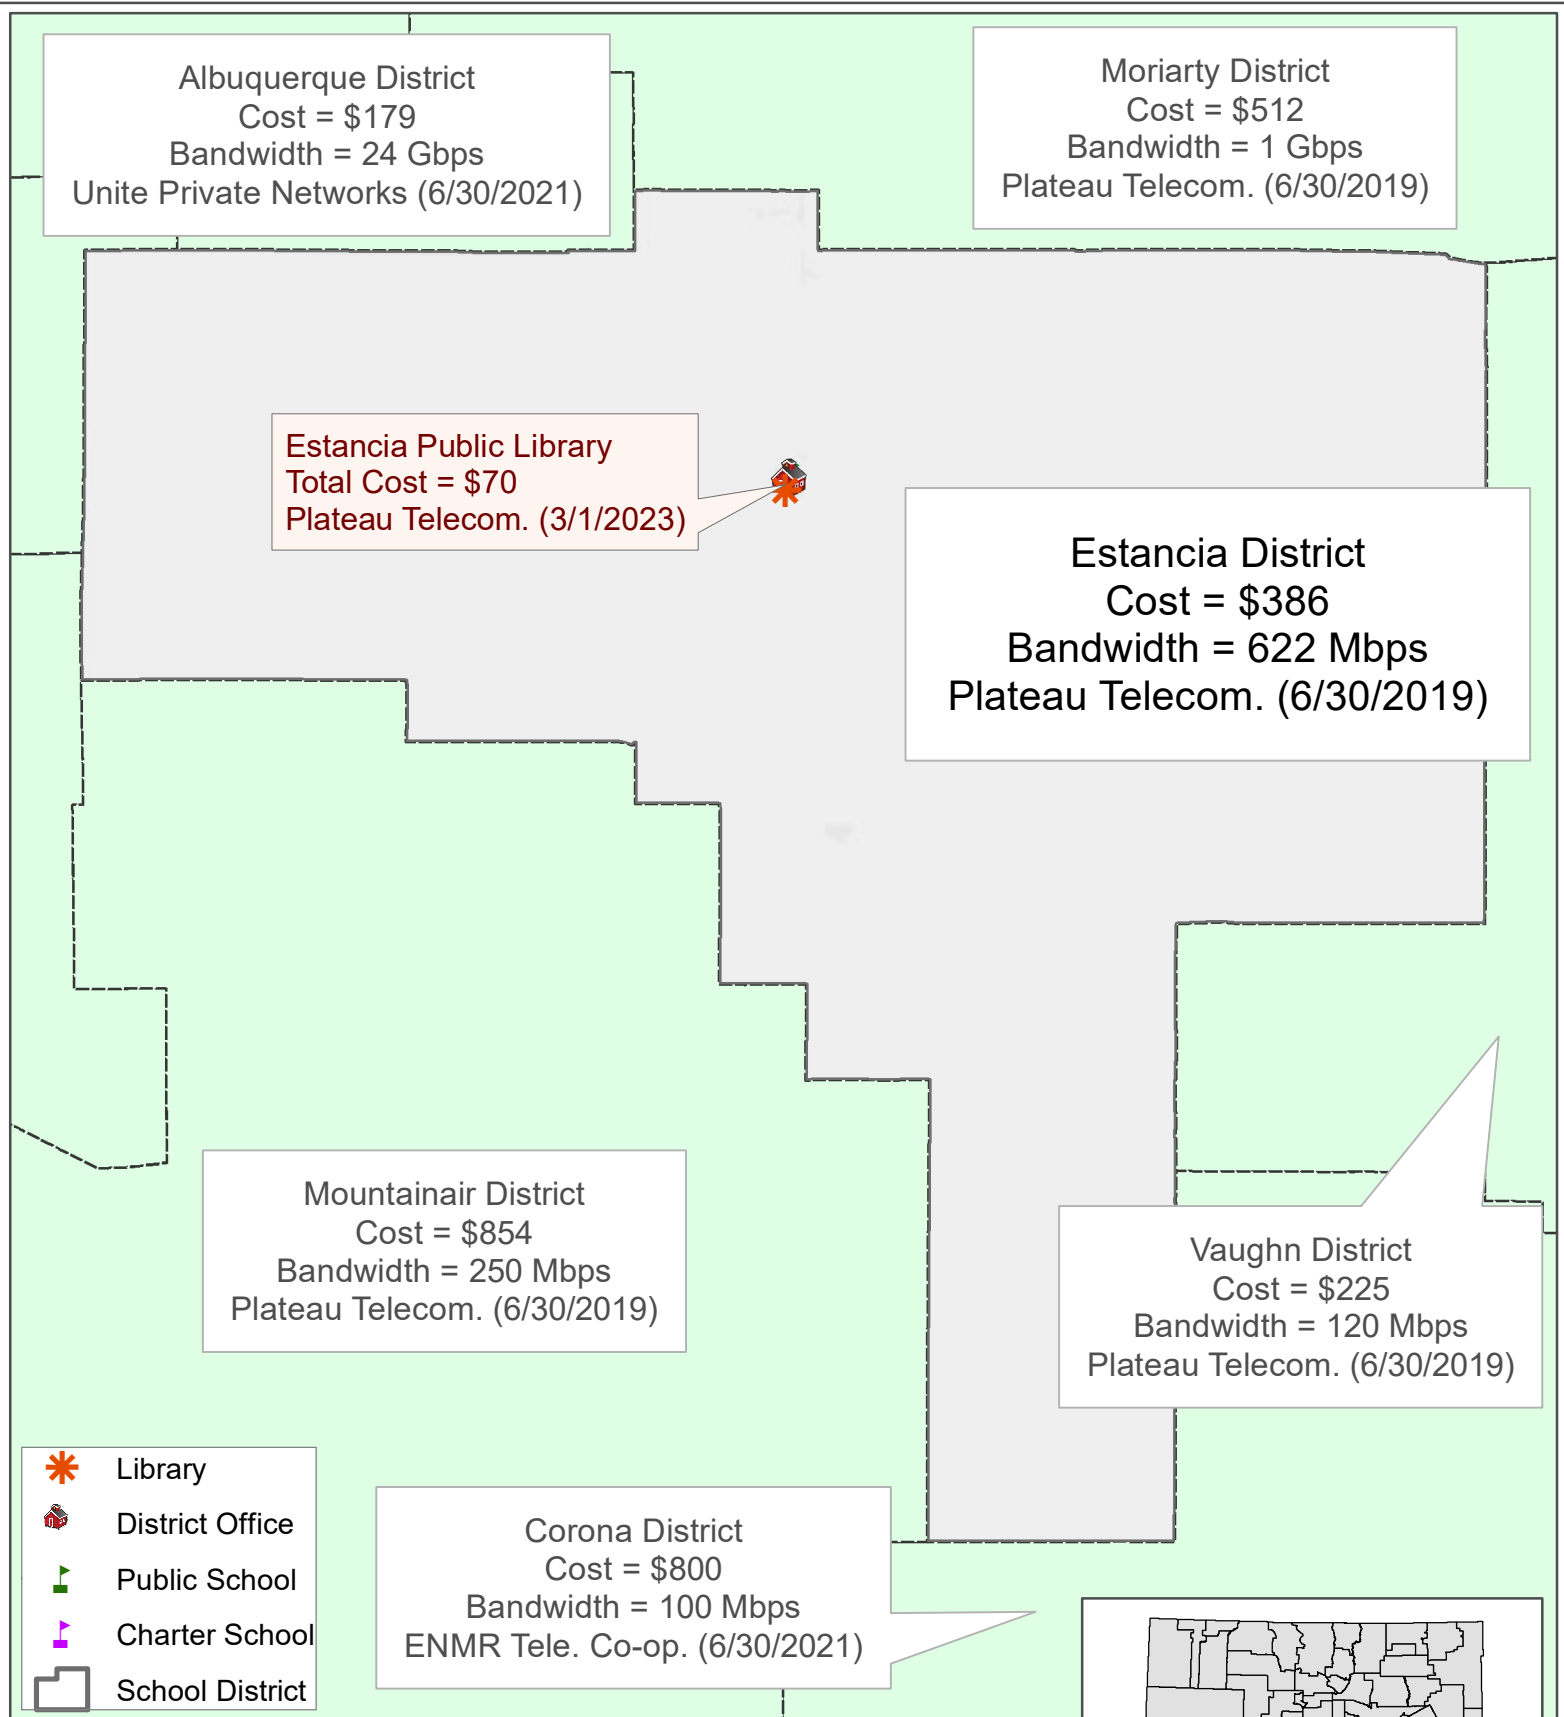 Albuquerque District
Cost = $179
Bandwidth = 24 Gbps
Unite Private Networks (6/30/2021)
Moriarty District
Cost = $512
Bandwidth = 1 Gbps
Plateau Telecom. (6/30/2019)
Estancia Public Library
Total Cost = $70
Plateau Telecom. (3/1/2023)
Estancia District
Cost = $386
Bandwidth = 622 Mbps
Plateau Telecom. (6/30/2019)
Mountainair District
Cost = $854
Bandwidth = 250 Mbps
Plateau Telecom. (6/30/2019)
Vaughn District
Cost = $225
Bandwidth = 120 Mbps
Plateau Telecom. (6/30/2019)
Corona District
Cost = $800
Bandwidth = 100 Mbps
ENMR Tele. Co-op. (6/30/2021)
Library
District Office
Public School
Charter School
School District